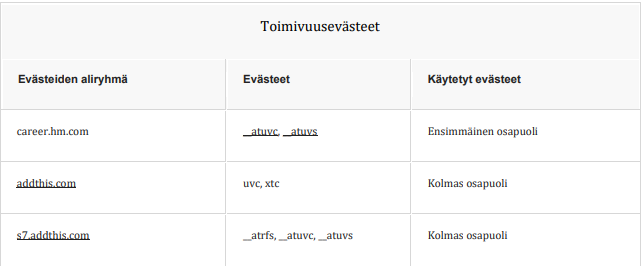 Toimivuusevästeet
Evästeiden aliryhmä Evästeet Käytetyt evästeet
career.hm.com __atuvc, __atuvs Ensimmäinen osapuoli
addthis.com uvc, xtc Kolmas osapuoli
s7.addthis.com __atrfs, __atuvc, __atuvs Kolmas osapuoli